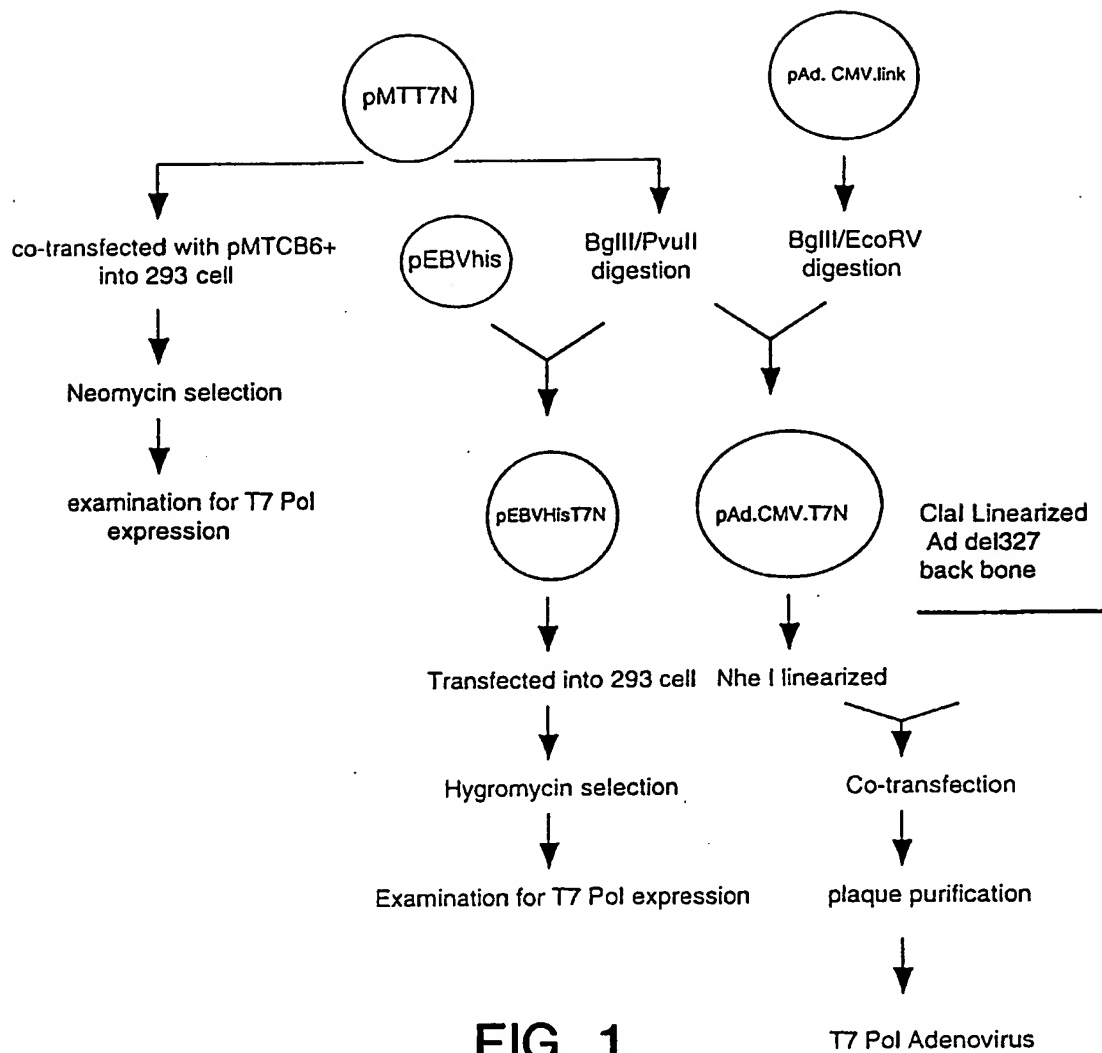 pMTT7N
pAd. CMV.link
co-transfected with pMTCB6+
into 293 cell
pEBVhis
BglII/PvuII
digestion
BglII/EcoRV
digestion
Neomycin selection
examination for T7 Pol
expression
pEBVHisT7N
pAd.CMV.T7N
ClaI Linearized
Ad del327
back bone
Transfected into 293 cell
Nhe I linearized
Hygromycin selection
Co-transfection
Examination for T7 Pol expression
plaque purification
FIG. 1
T7 Pol Adenovirus